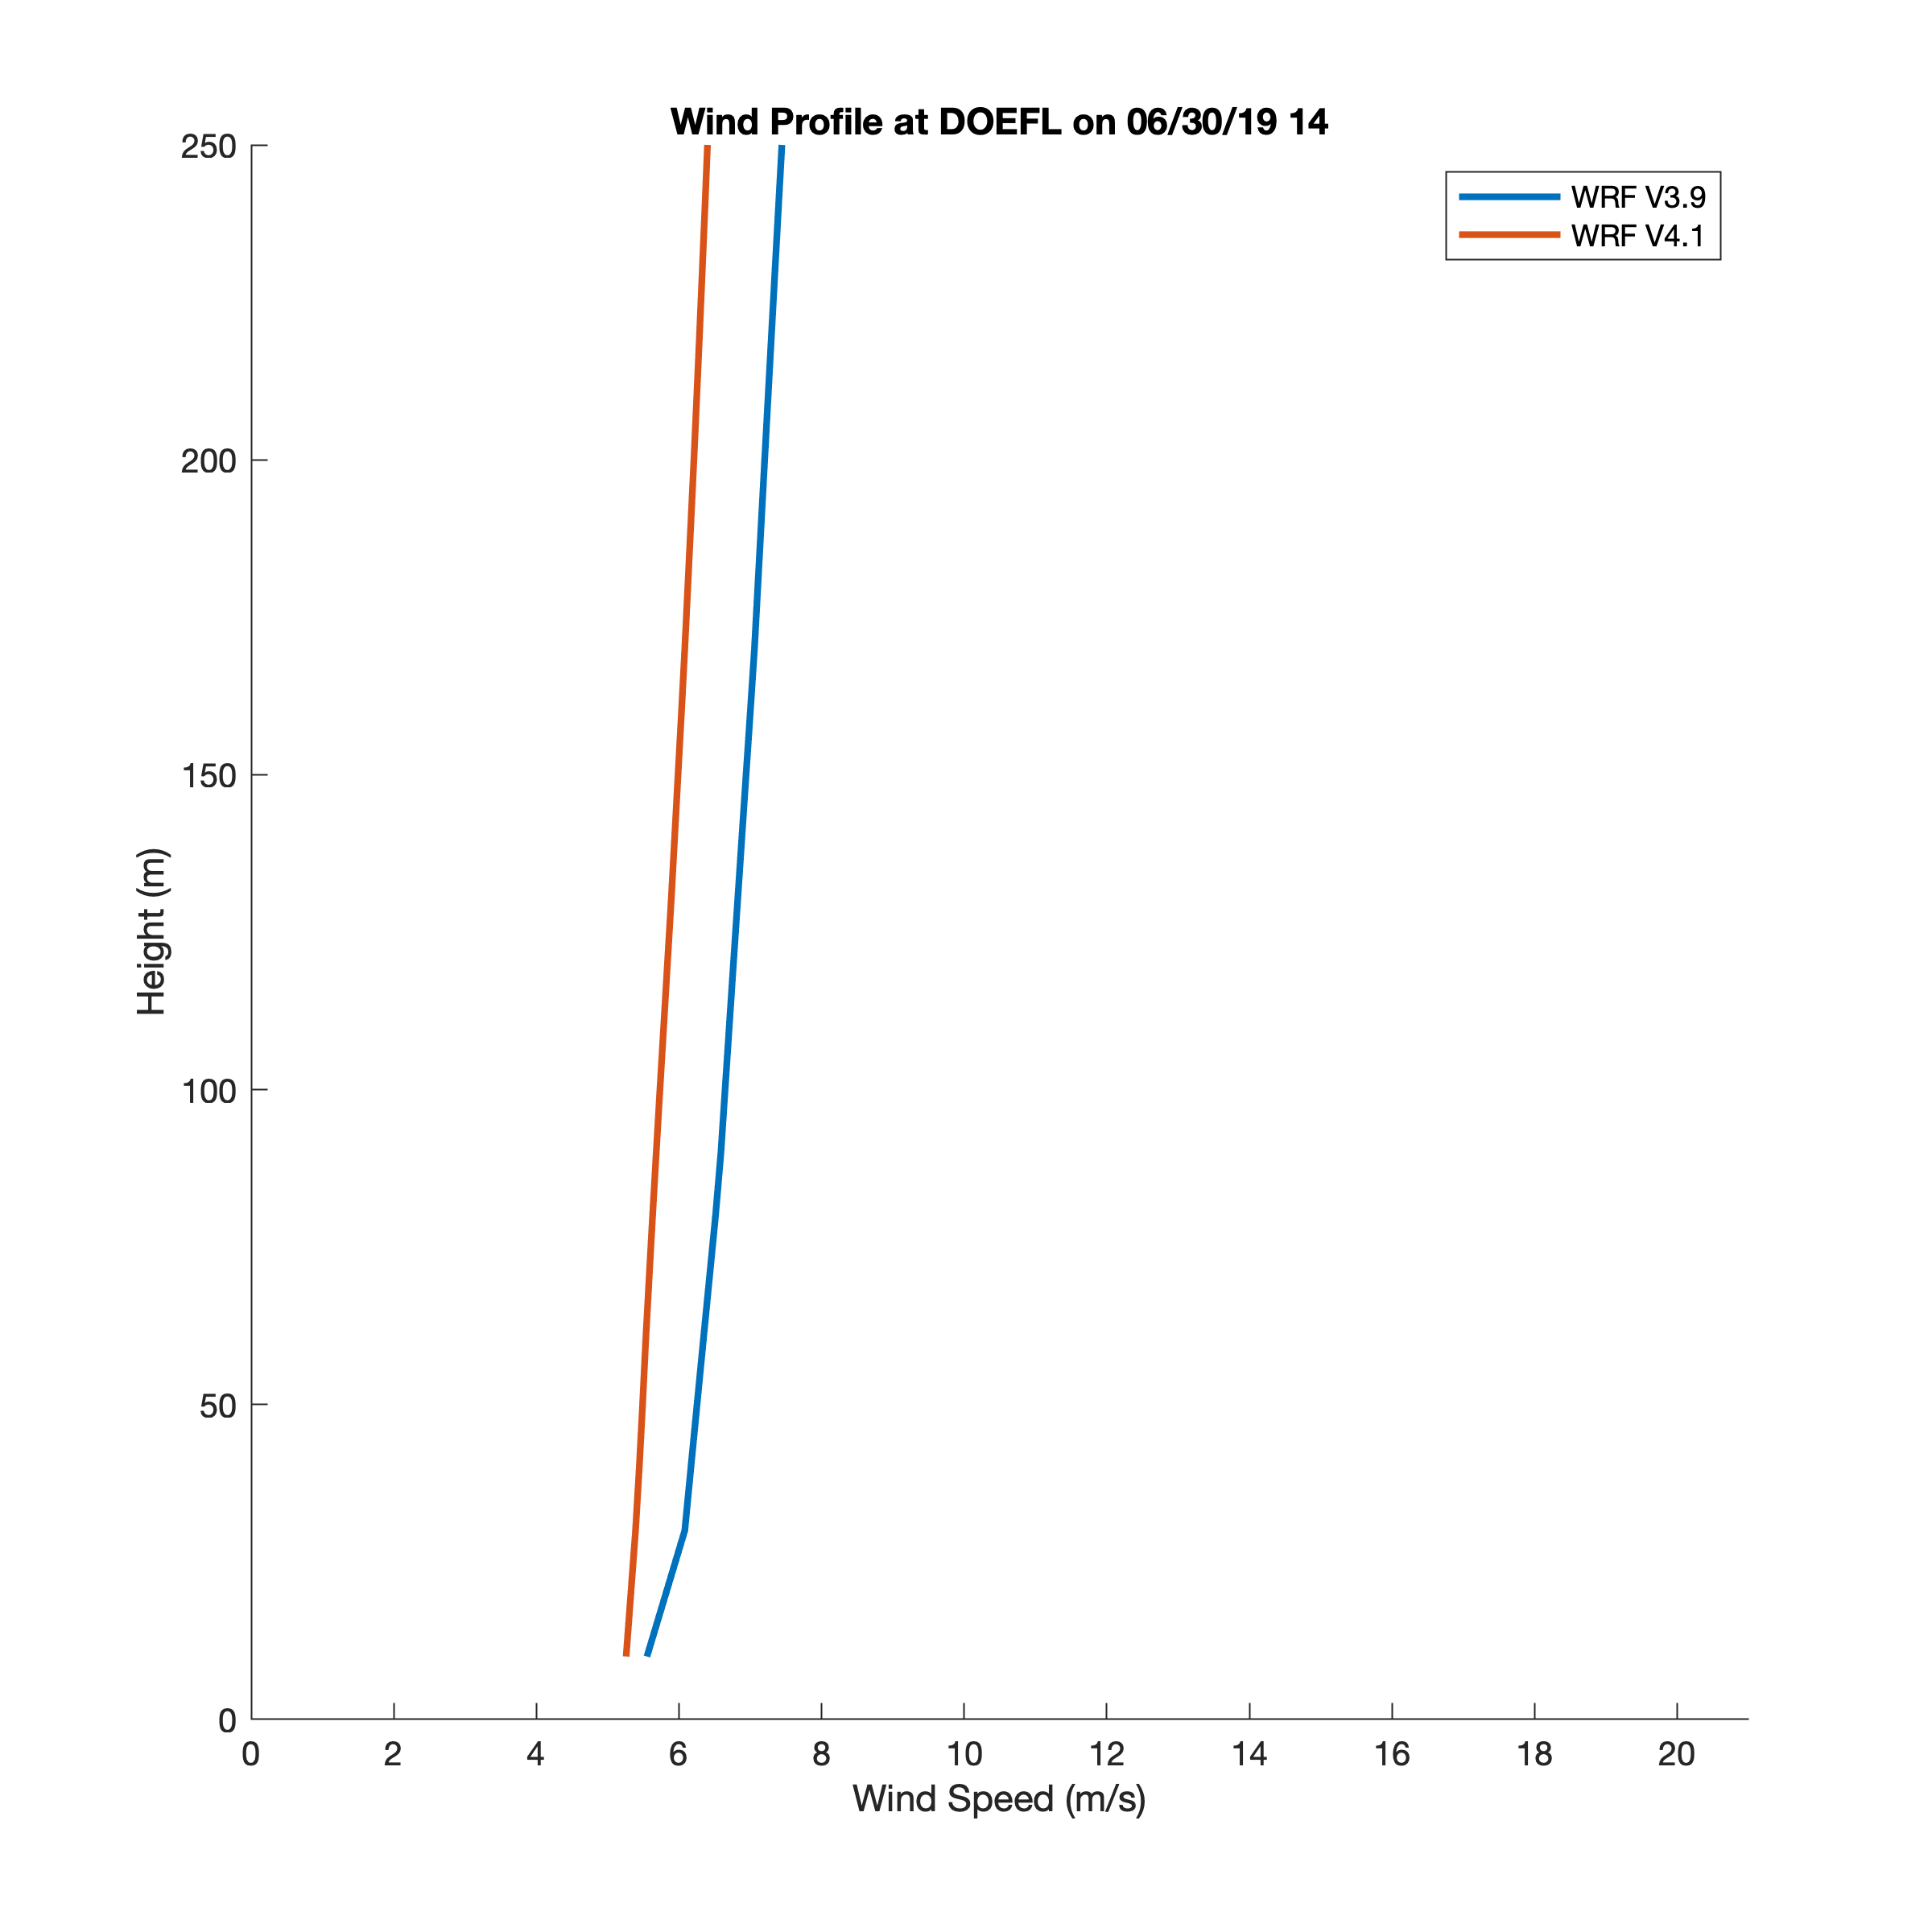 Wind Profile at DOEFL on 06/30/19 14
WRF V3.9
WRF V4.1
250
200
150
100
50
0
Height (m)
0 2 4 6 8 10 12 14 16 18 20
Wind Speed (m/s)